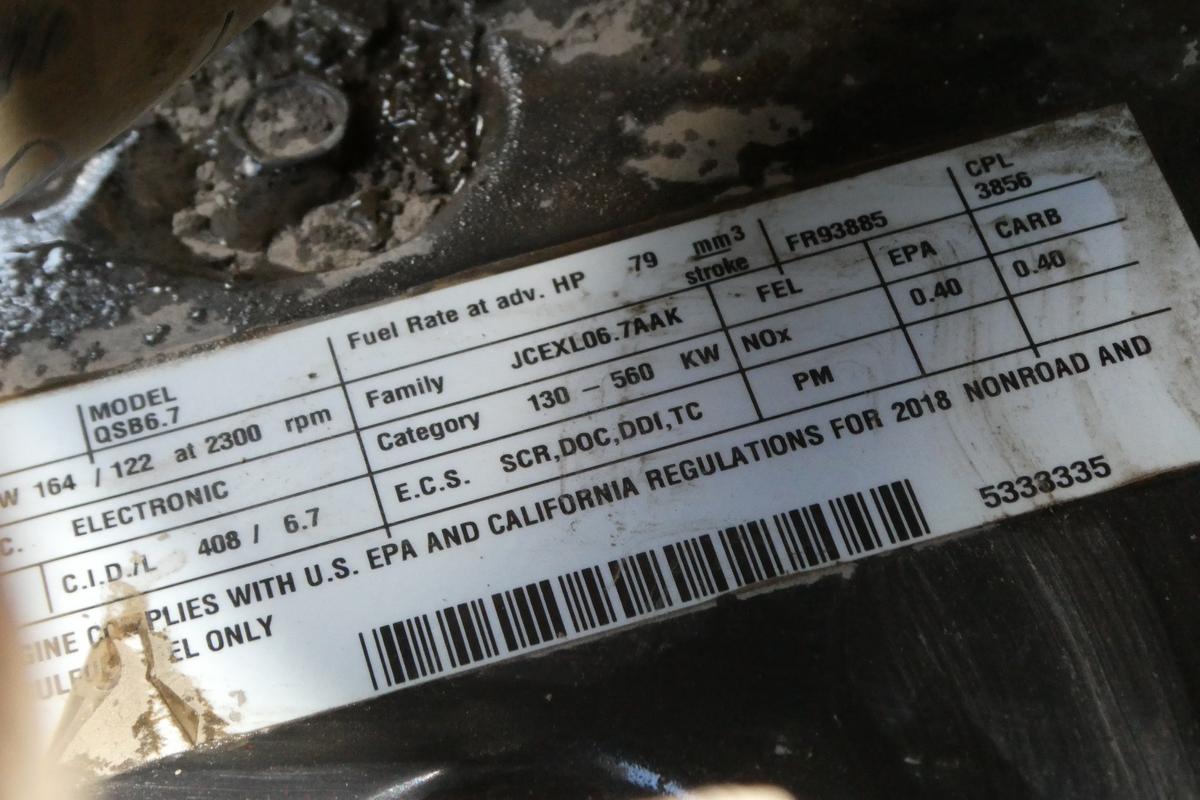 MODEL
QSB6.7
W 164 / 122 at 2300 rpm
C. ELECTRONIC
C.I.D./L 408 / 6.7
Fuel Rate at adv. HP 79 mm3
stroke
FR93885
CPL
3856
Family JCEXL06.7AAK
FEL EPA CARB
Category 130 - 560 KW
NOx 0.40 0.40
E.C.S. SCR,DOC,DDI,TC
PM
PLIES WITH U.S. EPA AND CALIFORNIA REGULATIONS FOR 2018 NONROAD AND
EL ONLY
5333335